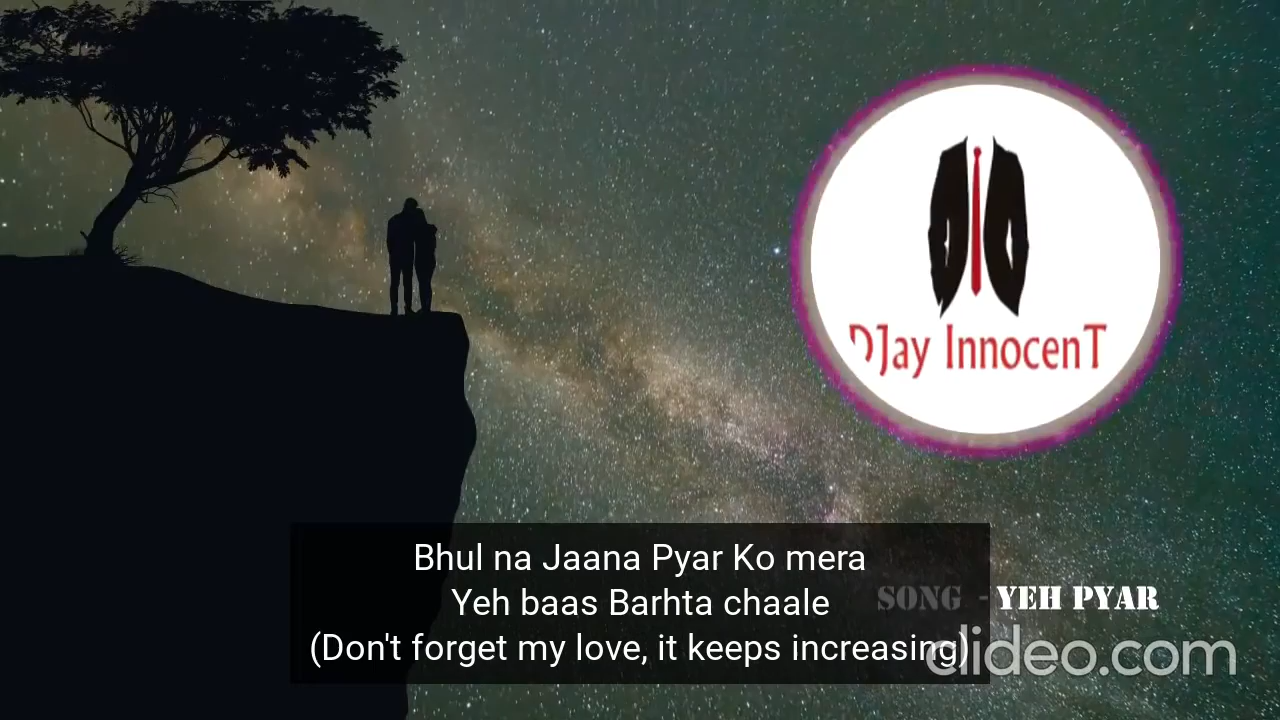 DJay InnocenT
Bhul na Jaana Pyar Ko mera
Yeh baas Barhta chaale
(Don't forget my love, it keeps increasing)
SONG - YEH PYAR
clideo.com